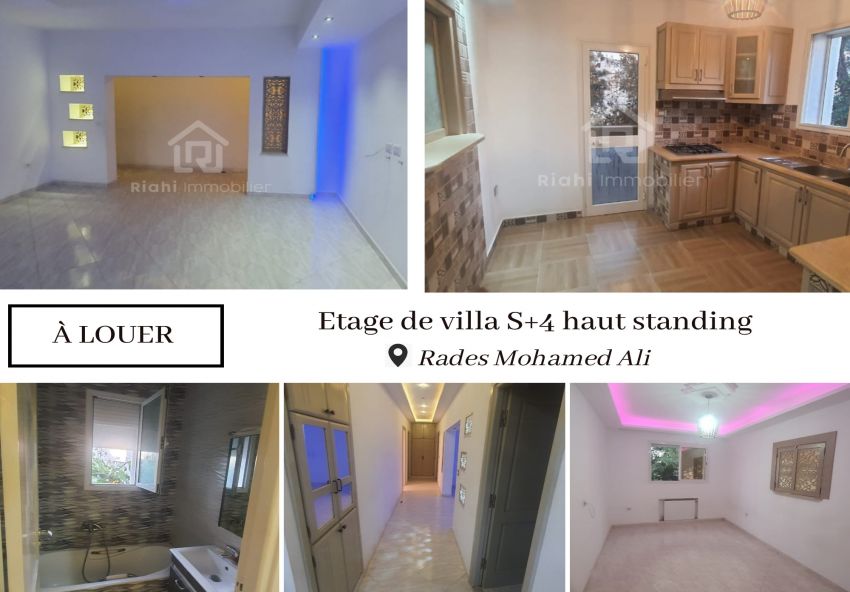 Riahi Immobilier
Riahi Immobilier
À LOUER
Etage de villa S+4 haut standing
Rades Mohamed Ali